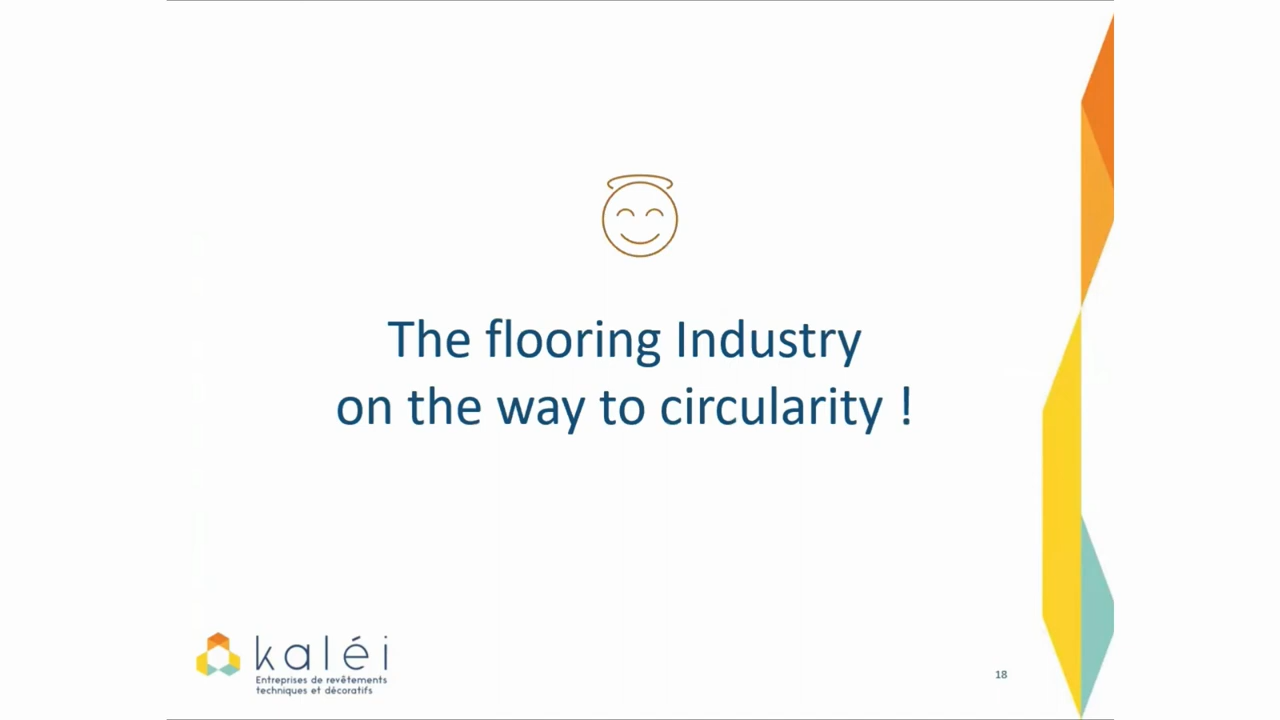 The flooring Industry
on the way to circularity !
kaléi
Entreprises de revêtements
techniques et décoratifs
18